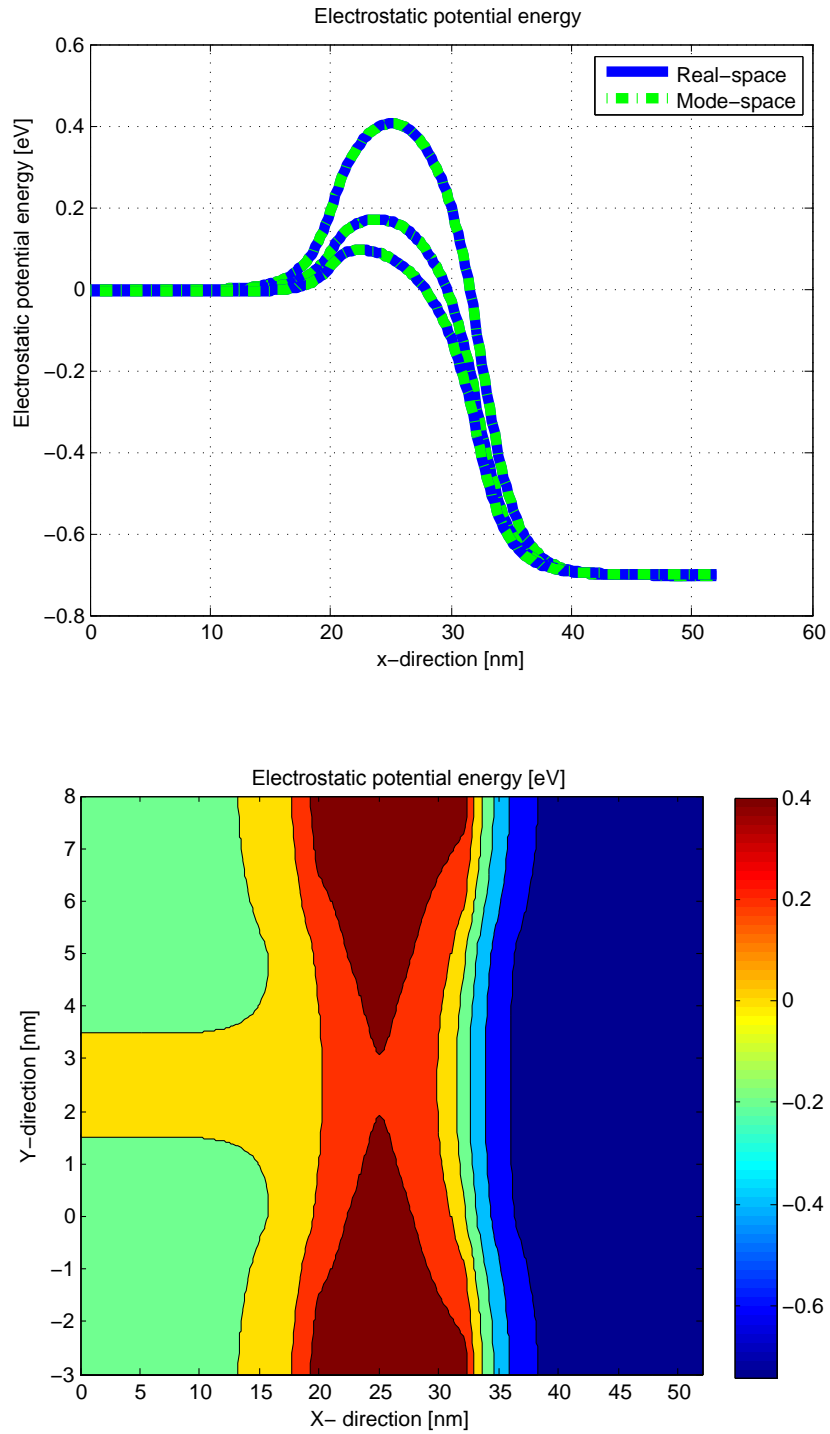 Electrostatic potential energy
0.6
0.4
0.2
0
−0.2
−0.4
−0.6
−0.8
Electrostatic potential energy [eV]
Real−space
Mode−space
0 10 20 30 40 50 60
x−direction [nm]
Electrostatic potential energy [eV]
8
7
6
5
4
3
2
1
0
−1
−2
−3
Y−direction [nm]
0 5 10 15 20 25 30 35 40 45 50
X− direction [nm]
0.4
0.2
0
−0.2
−0.4
−0.6